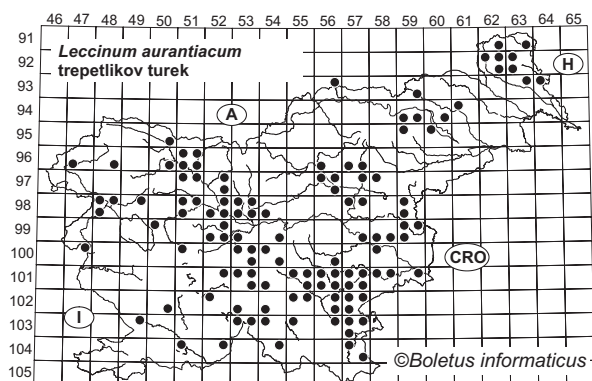 46 47 48 49 50 51 52 53 54 55 56 57 58 59 60 61 62 63 64 65
91
Leccinum aurantiacum
92
trepetlikov turek
H
93
A
94
95
96
97
98
99
100
CRO
101
102
I
103
104
©Boletus informaticus
105